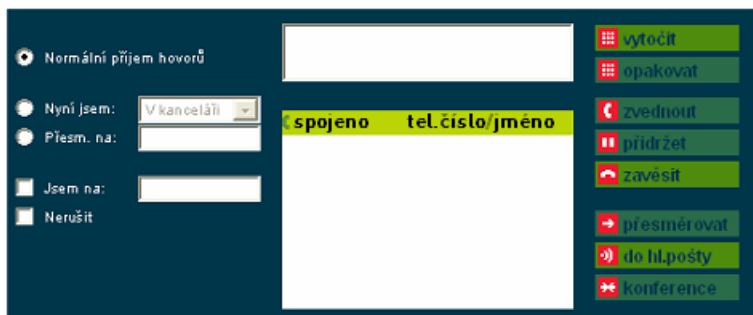 Normální příjem hovorů
Nyní jsem: V kanceláři
Přesm. na:
Jsem na:
Nerušit
spojeno tel.číslo/jméno
vytočit
opakovat
zvednout
přidržet
zavěsit
přesměrovat
do hl.pošty
konference